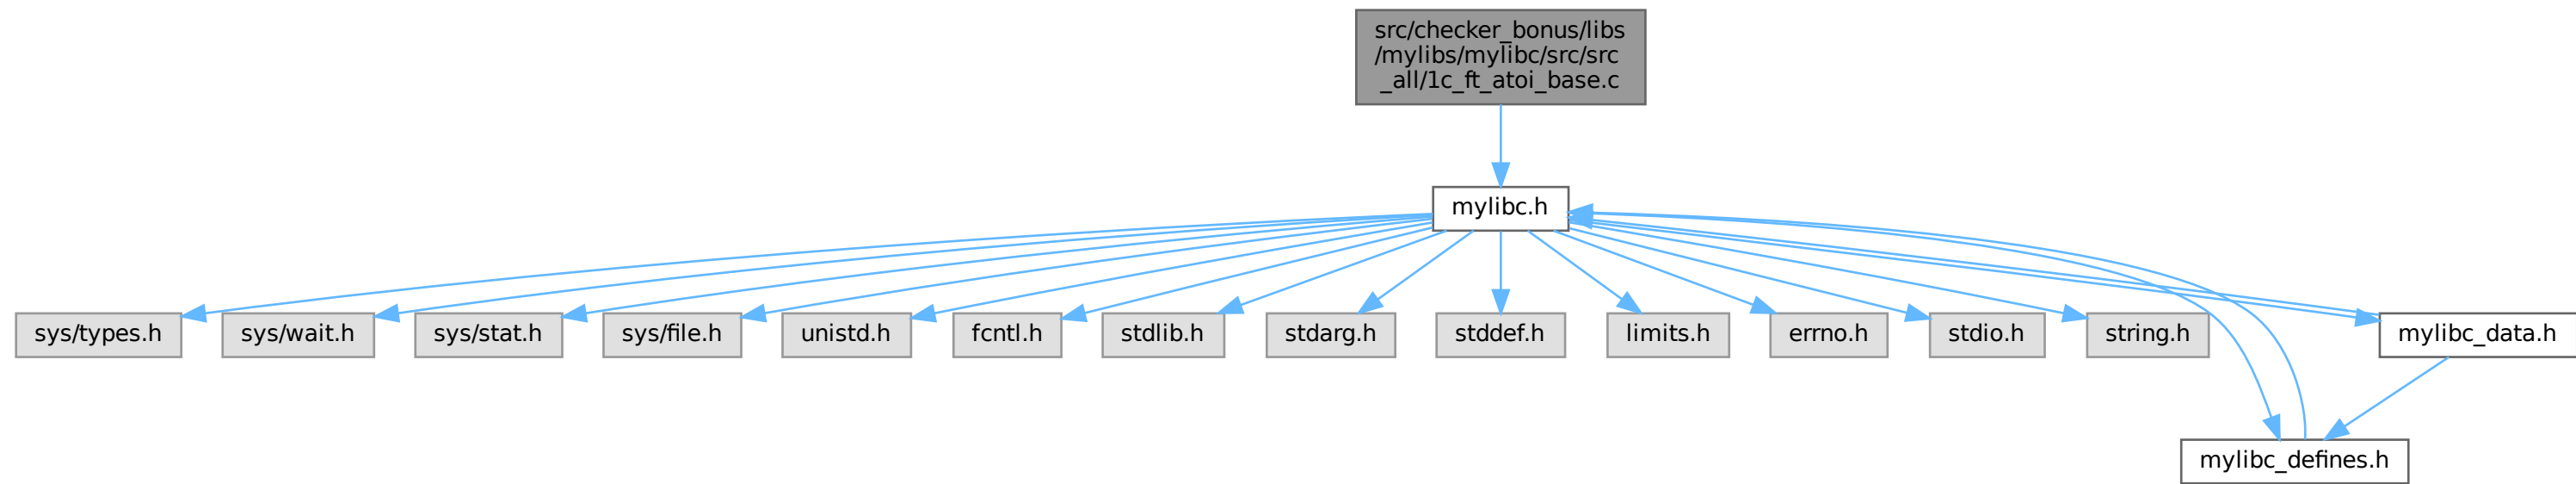 src/checker_bonus/libs
/mylibs/mylibc/src/src
_all/1c_ft_atoi_base.c
mylibc.h
sys/types.h
sys/wait.h
sys/stat.h
sys/file.h
unistd.h
fcntl.h
stdlib.h
stdarg.h
stddef.h
limits.h
errno.h
stdio.h
string.h
mylibc_data.h
mylibc_defines.h